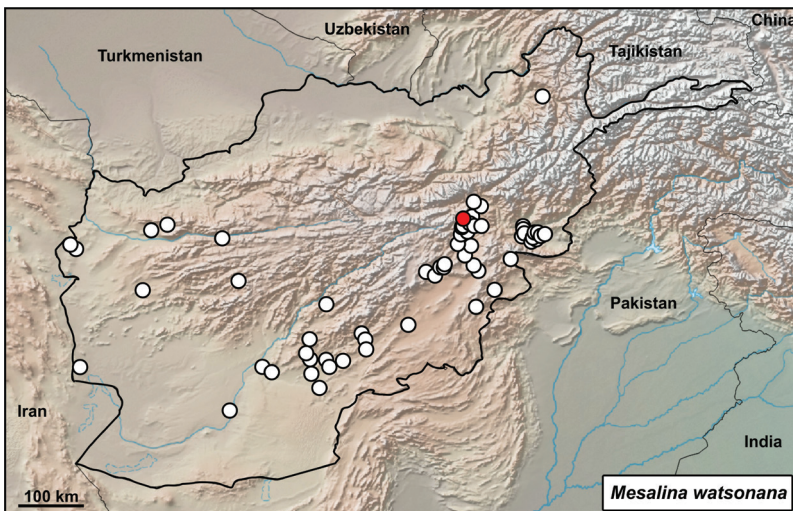 China
Uzbekistan
Tajikistan
Turkmenistan
Pakistan
Iran
India
100 km
Mesalina watsonana